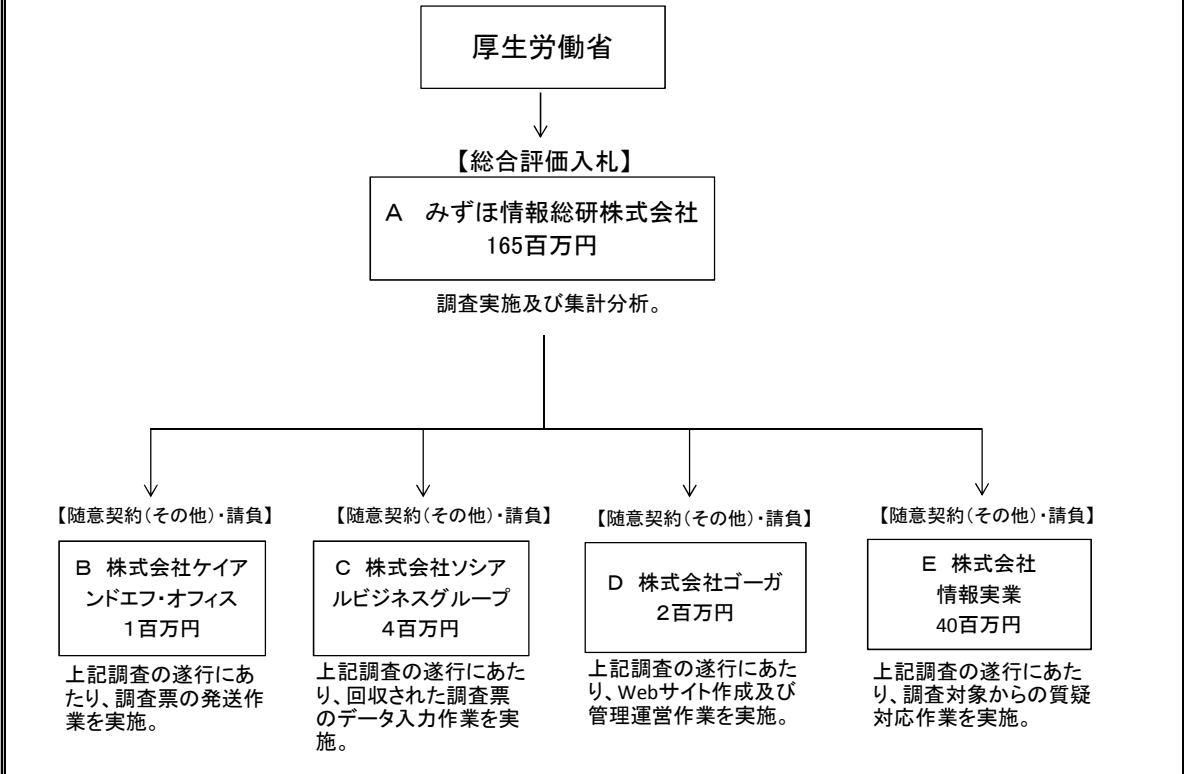 厚生労働省
【総合評価入札】
A みずほ情報総研株式会社
165百万円
調査実施及び集計分析。
【随意契約(その他)・請負】
B 株式会社ケイア
ンドエフ・オフィス
1百万円
上記調査の遂行にあ
たり、調査票の発送作
業を実施。
【随意契約(その他)・請負】
C 株式会社ソシア
ルビジネスグループ
4百万円
上記調査の遂行にあた
り、回収された調査票
のデータ入力作業を実
施。
【随意契約(その他)・請負】
D 株式会社ゴーガ
2百万円
上記調査の遂行にあた
り、Webサイト作成及び
管理運営作業を実施。
【随意契約(その他)・請負】
E 株式会社
情報実業
40百万円
上記調査の遂行にあた
り、調査対象からの質疑
対応作業を実施。